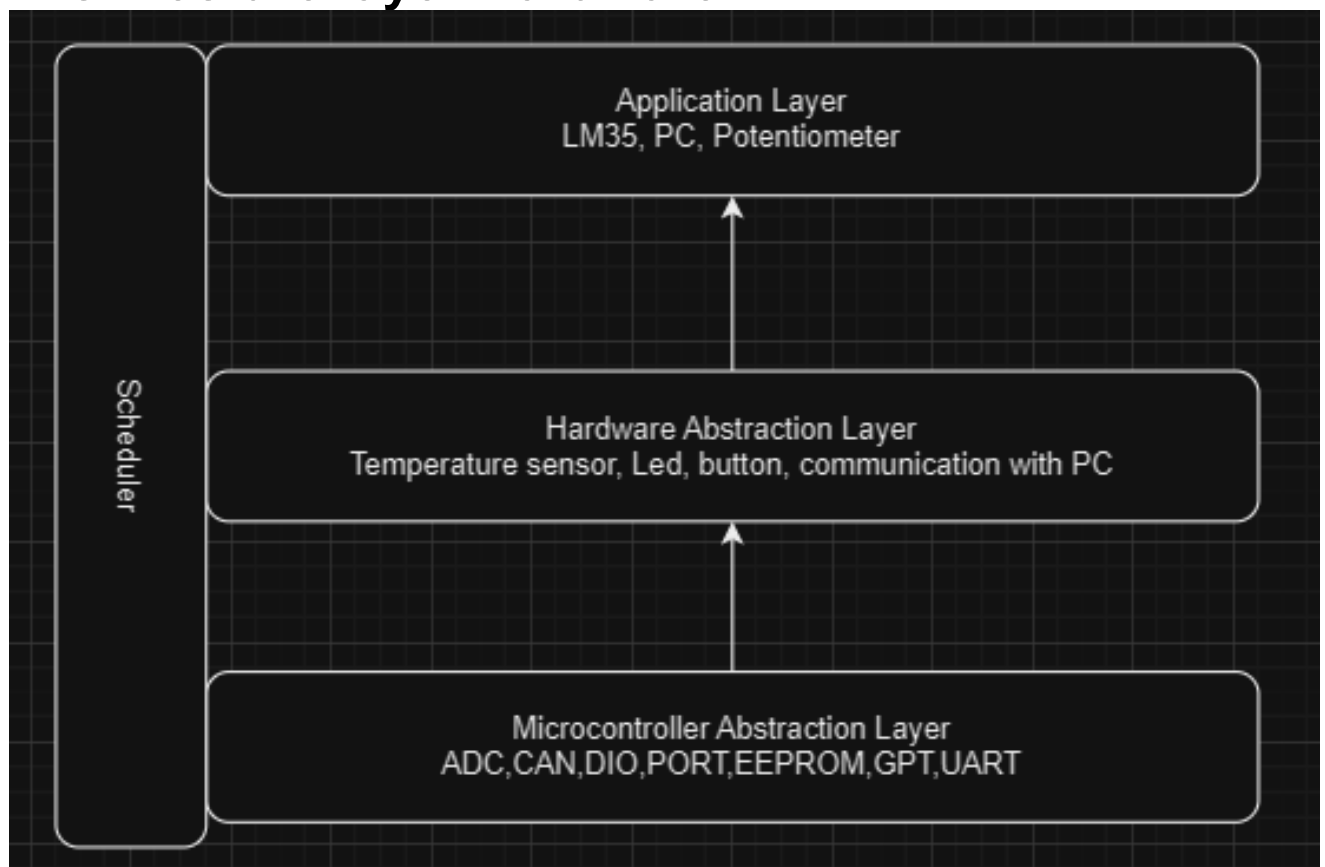 Application Layer
LM35, PC, Potentiometer
Scheduler
Hardware Abstraction Layer
Temperature sensor, Led, button, communication with PC
Microcontroller Abstraction Layer
ADC,CAN,DIO,PORT,EEPROM,GPT,UART